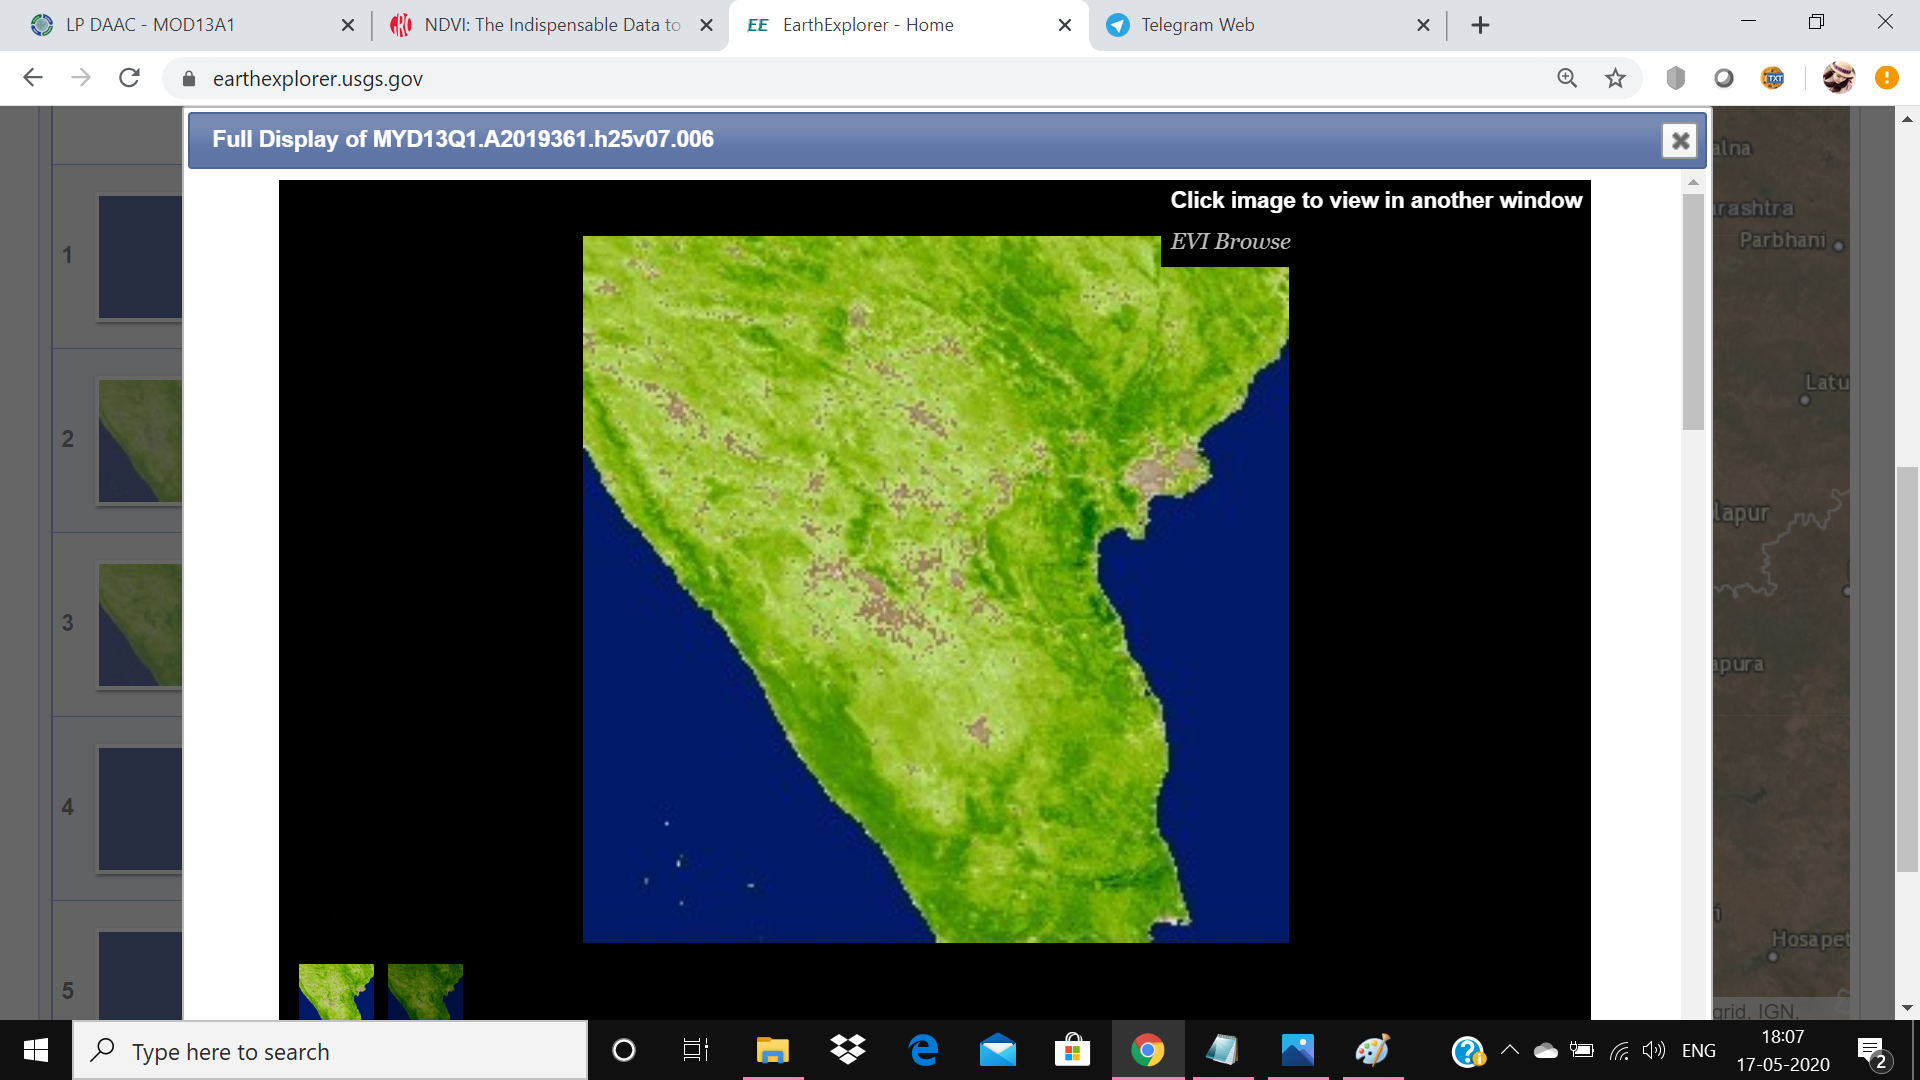 LP DAAC - MOD13A1
NDVI: The Indispensable Data to
EE EarthExplorer - Home
Telegram Web
earthexplorer.usgs.gov
TXT
Full Display of MYD13Q1.A2019361.h25v07.006
Click image to view in another window
EVI Browse
1
2
3
4
5
alna
rashtra
Parbhani
Latu
lapur
apura
Hosapet
grid, IGN,
Type here to search
ENG
18:07
17-05-2020
2